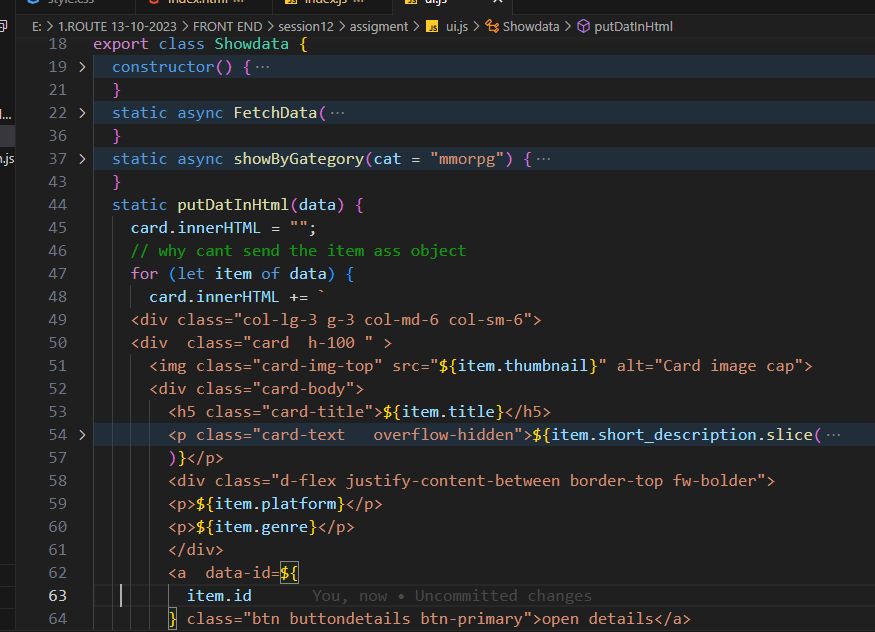 style.css index.html ... index.js ... ui.js
E: > 1.ROUTE 13-10-2023 > FRONT END > session12 > assigment > JS ui.js > Showdata > putDatInHtml
18 export class Showdata {
19 > constructor() { ...
21 }
22 > static async FetchData( ...
36 }
37 > static async showByGategory(cat = "mmorpg") { ...
43 }
44 static putDatInHtml(data) {
45 card.innerHTML = "";
46 // why cant send the item ass object
47 for (let item of data) {
48 card.innerHTML += `
49 <div class="col-lg-3 g-3 col-md-6 col-sm-6">
50 <div  class="card  h-100 " >
51 <img class="card-img-top" src="${item.thumbnail}" alt="Card image cap">
52 <div class="card-body">
53 <h5 class="card-title">${item.title}</h5>
54 > <p class="card-text   overflow-hidden">${item.short_description.slice( ...
57 )}</p>
58 <div class="d-flex justify-content-between border-top fw-bolder">
59 <p>${item.platform}</p>
60 <p>${item.genre}</p>
61 </div>
62 <a  data-id=${
63 item.id You, now • Uncommitted changes
64 } class="btn buttondetails btn-primary">open details</a>